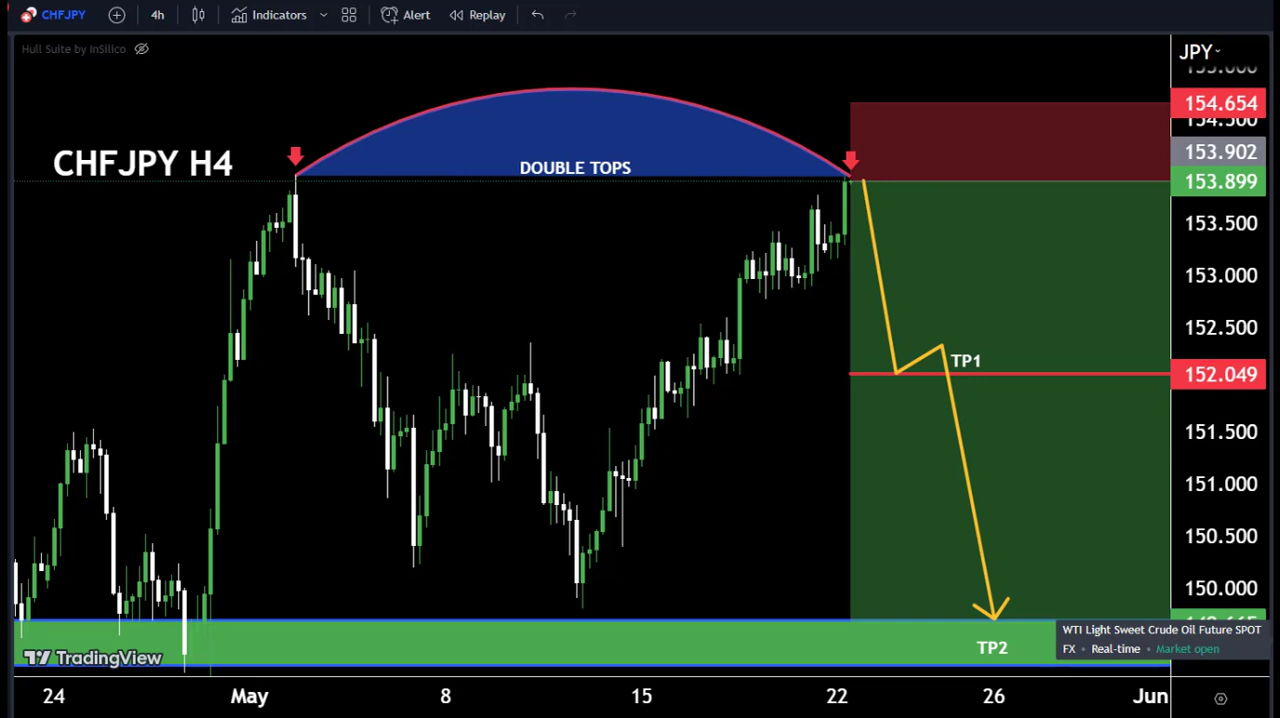 CHFJPY 4h Indicators Alert Replay
Hull Suite by InSilico
JPY
154.654
154.500
153.902
153.899
153.500
153.000
152.500
152.049
151.500
151.000
150.500
150.000
CHFJPY H4
DOUBLE TOPS
TP1
TP2
WTI Light Sweet Crude Oil Future SPOT
FX • Real-time • Market open
TradingView
24 May 8 15 22 26 Jun